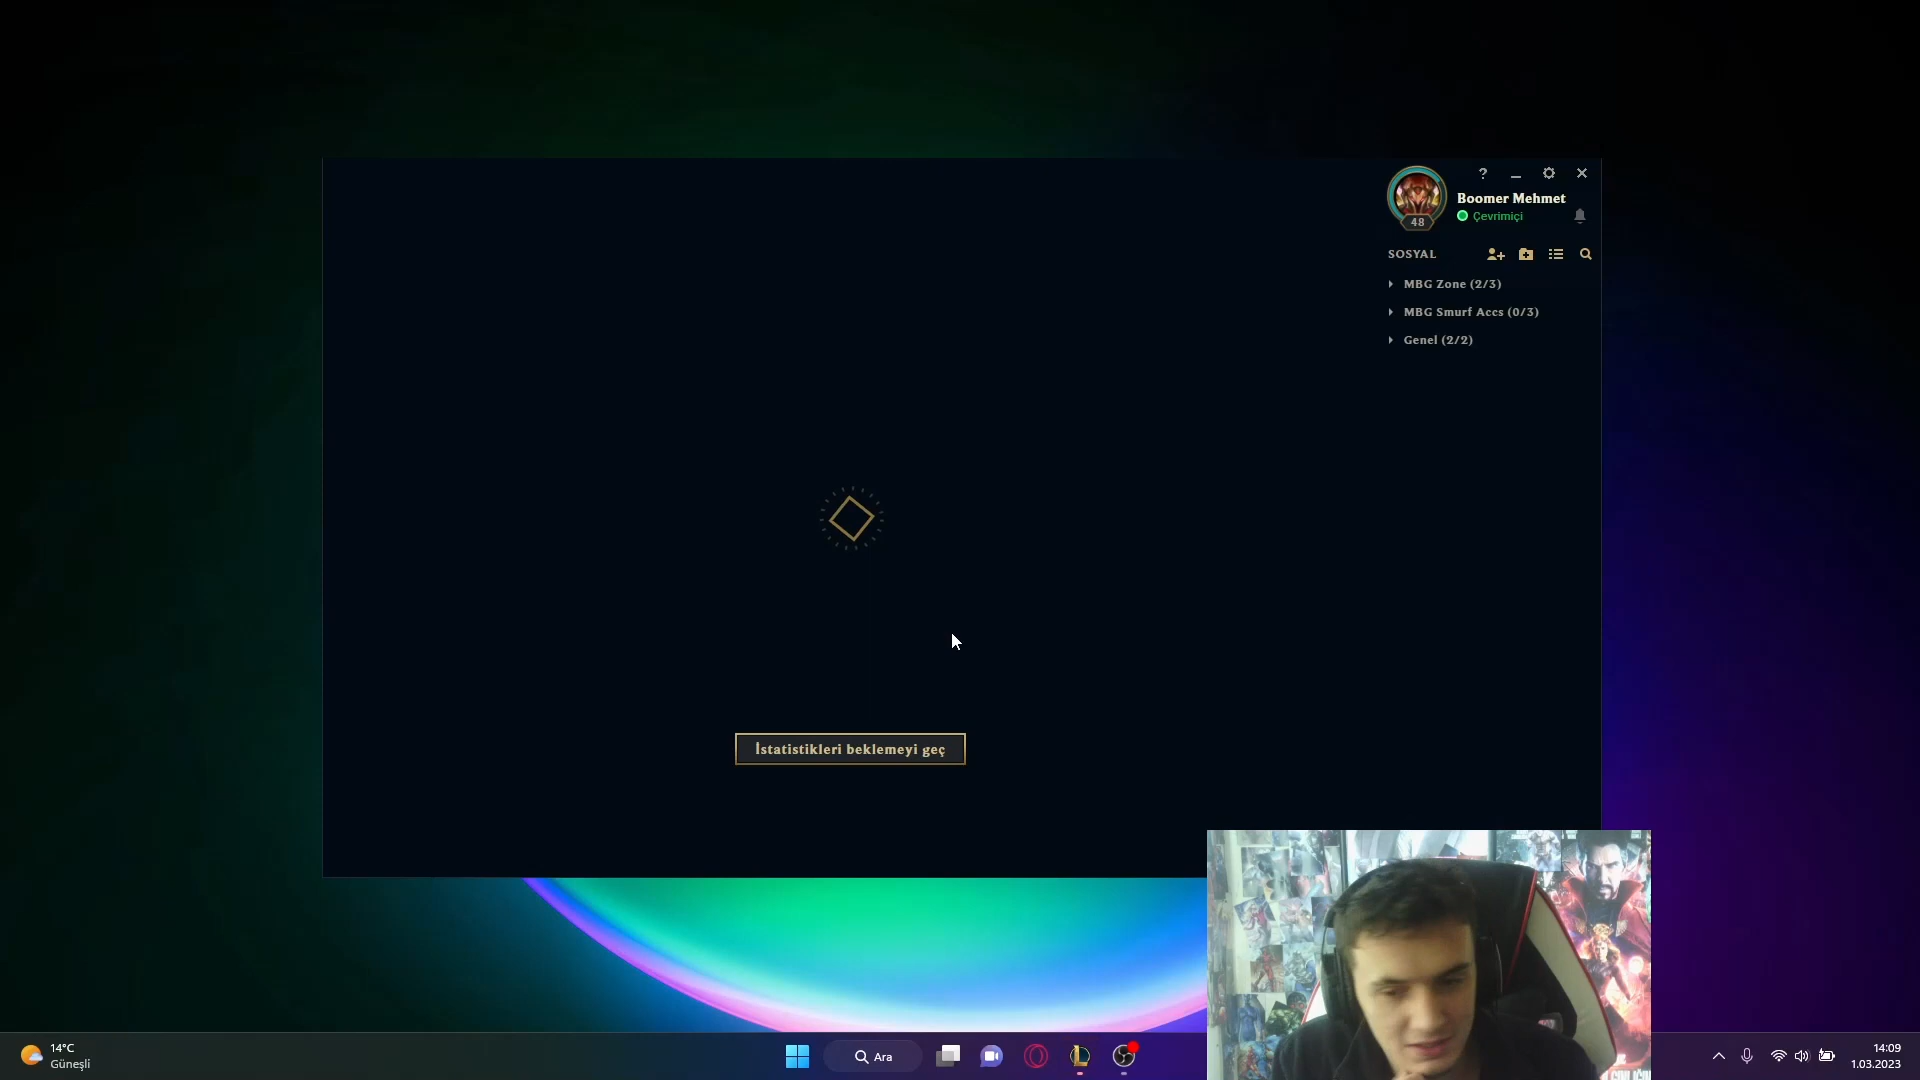 Boomer Mehmet
Çevrimiçi
48
SOSYAL
MBG Zone (2/3)
MBG Smurf Accs (0/3)
Genel (2/2)
İstatistikleri beklemeyi geç
14°C
Güneşli
Ara
14:09
1.03.2023